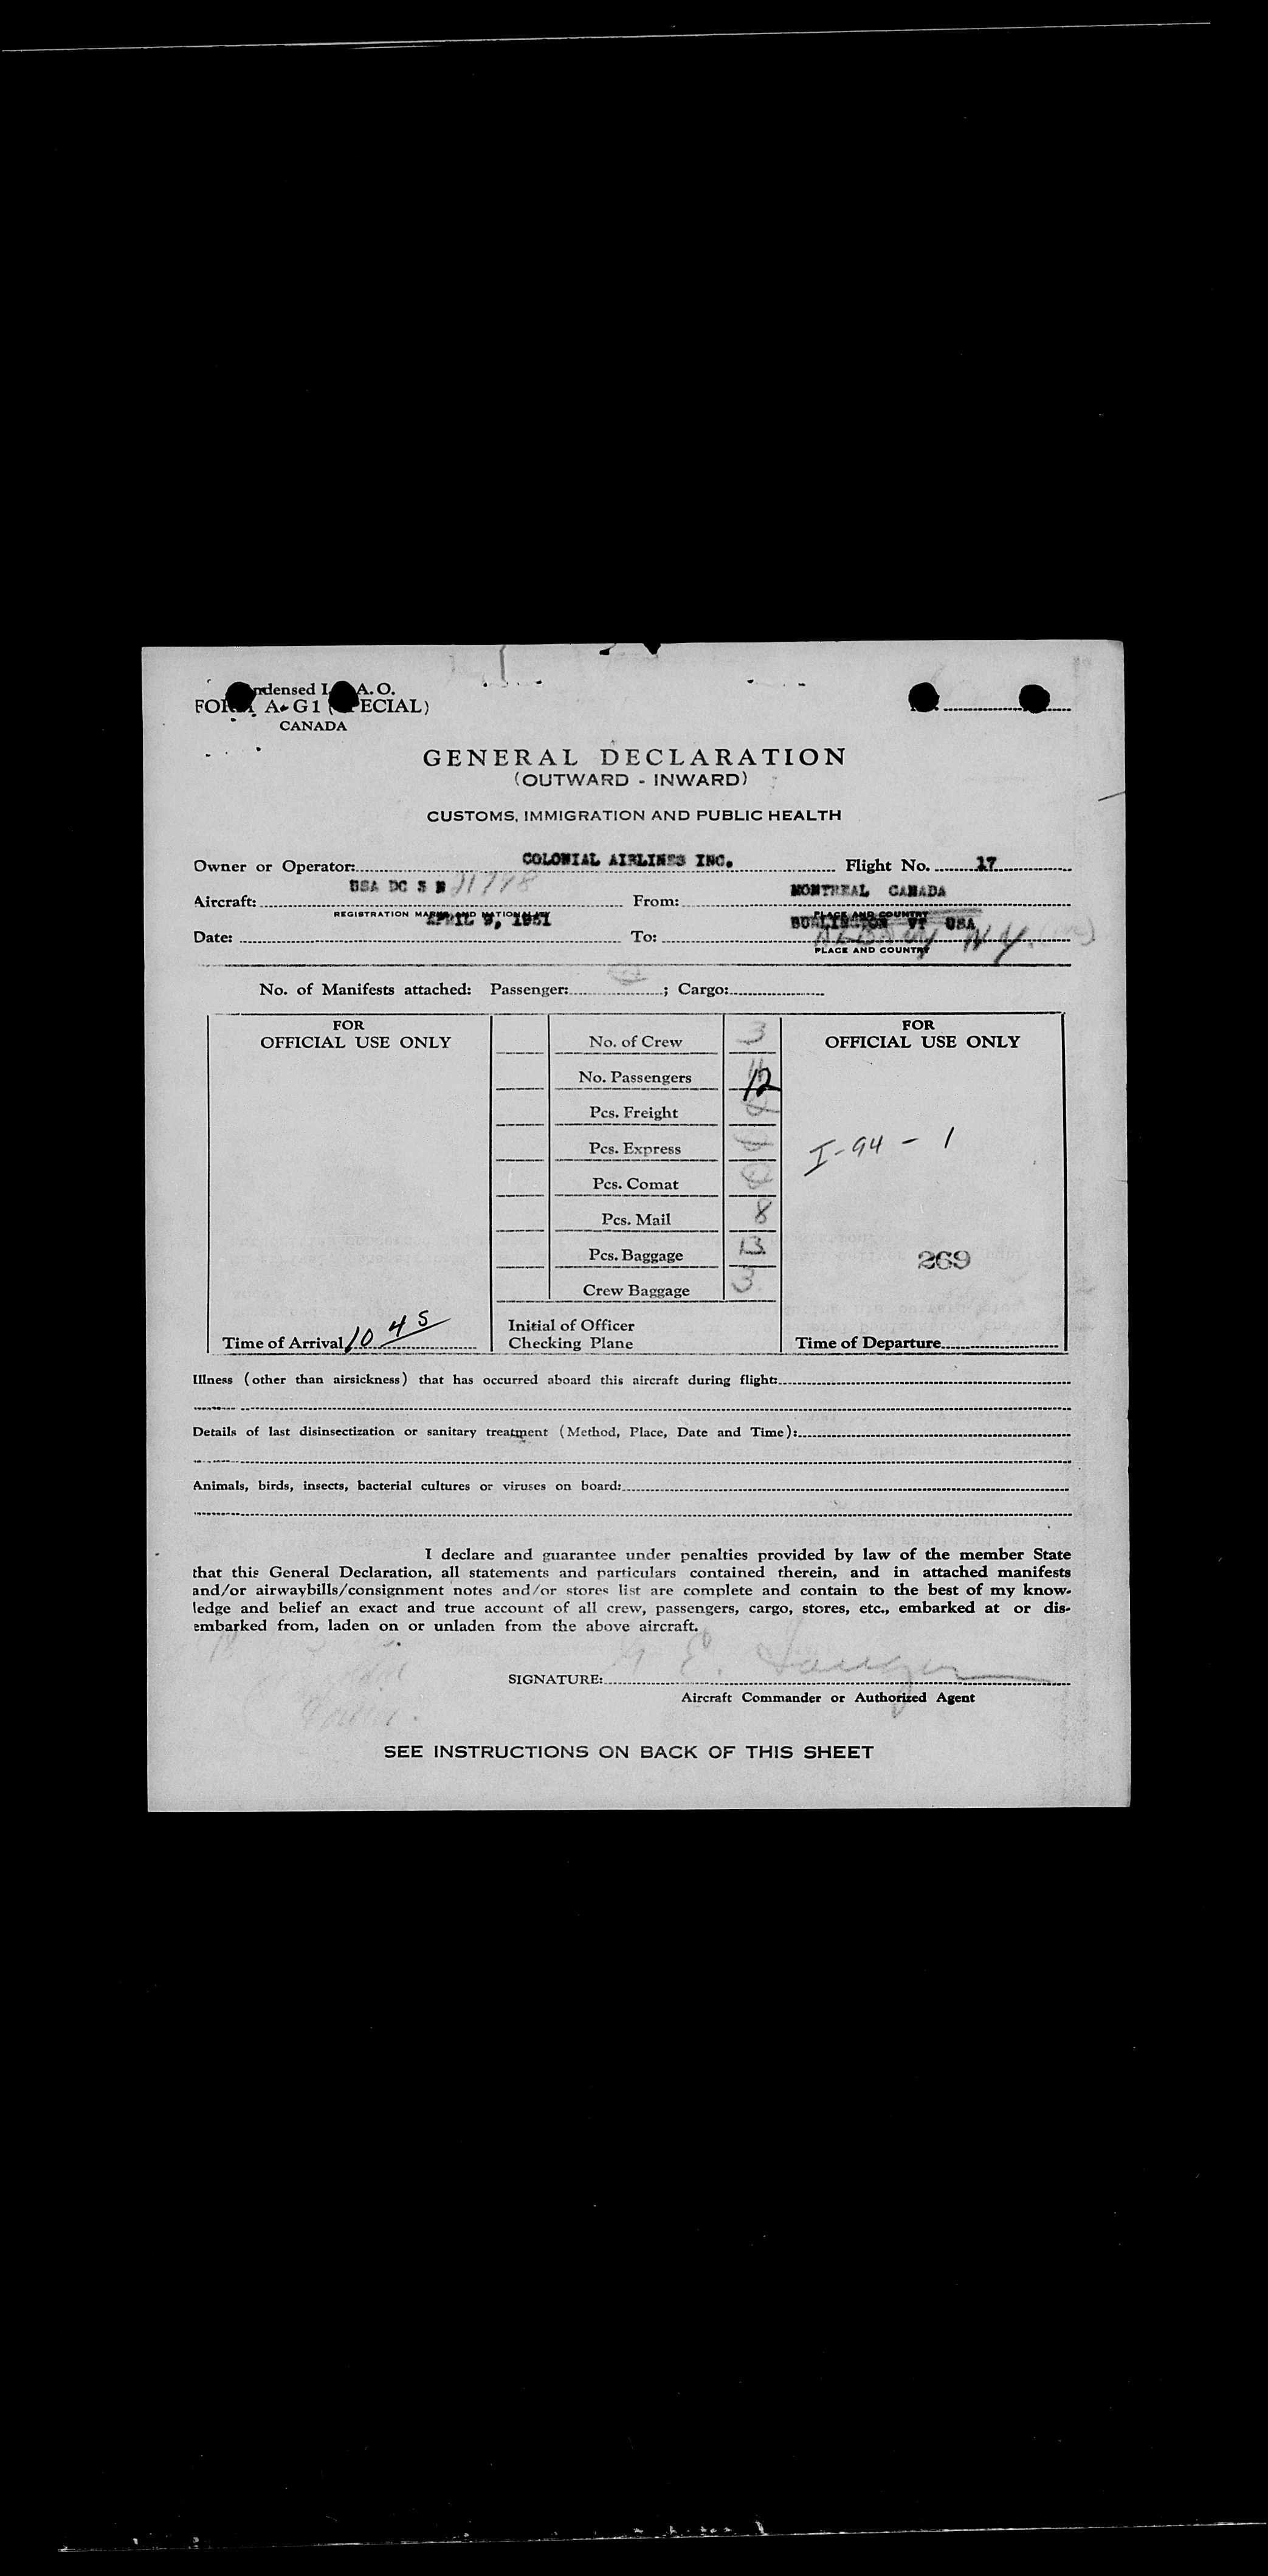 Condensed I.C.A.O.
FORM A-G1 (SPECIAL)
CANADA
GENERAL DECLARATION
(OUTWARD - INWARD)
CUSTOMS, IMMIGRATION AND PUBLIC HEALTH
Owner or Operator: COLONIAL AIRLINES INC. Flight No. 17
Aircraft: USA DC 3 N 21748 From: MONTREAL CANADA
REGISTRATION MARKS AND NATIONALITY PLACE AND COUNTRY
Date: APRIL 9, 1951 To: BURLINGTON VT USA
Albany N.Y.
PLACE AND COUNTRY
No. of Manifests attached: Passenger: ; Cargo:
FOR OFFICIAL USE ONLY
No. of Crew 3
No. Passengers 12
Pcs. Freight 0
Pcs. Express 0
Pcs. Comat 0
Pcs. Mail 8
Pcs. Baggage 13
Crew Baggage 3
FOR OFFICIAL USE ONLY
I-94 - 1
269
Time of Arrival 10 45
Initial of Officer
Checking Plane
Time of Departure
Illness (other than airsickness) that has occurred aboard this aircraft during flight:
Details of last disinsectization or sanitary treatment (Method, Place, Date and Time):
Animals, birds, insects, bacterial cultures or viruses on board:
I declare and guarantee under penalties provided by law of the member State
that this General Declaration, all statements and particulars contained therein, and in attached manifests
and/or airwaybills/consignment notes and/or stores list are complete and contain to the best of my know-
ledge and belief an exact and true account of all crew, passengers, cargo, stores, etc., embarked at or dis-
embarked from, laden on or unladen from the above aircraft.
SIGNATURE:
Aircraft Commander or Authorized Agent
SEE INSTRUCTIONS ON BACK OF THIS SHEET